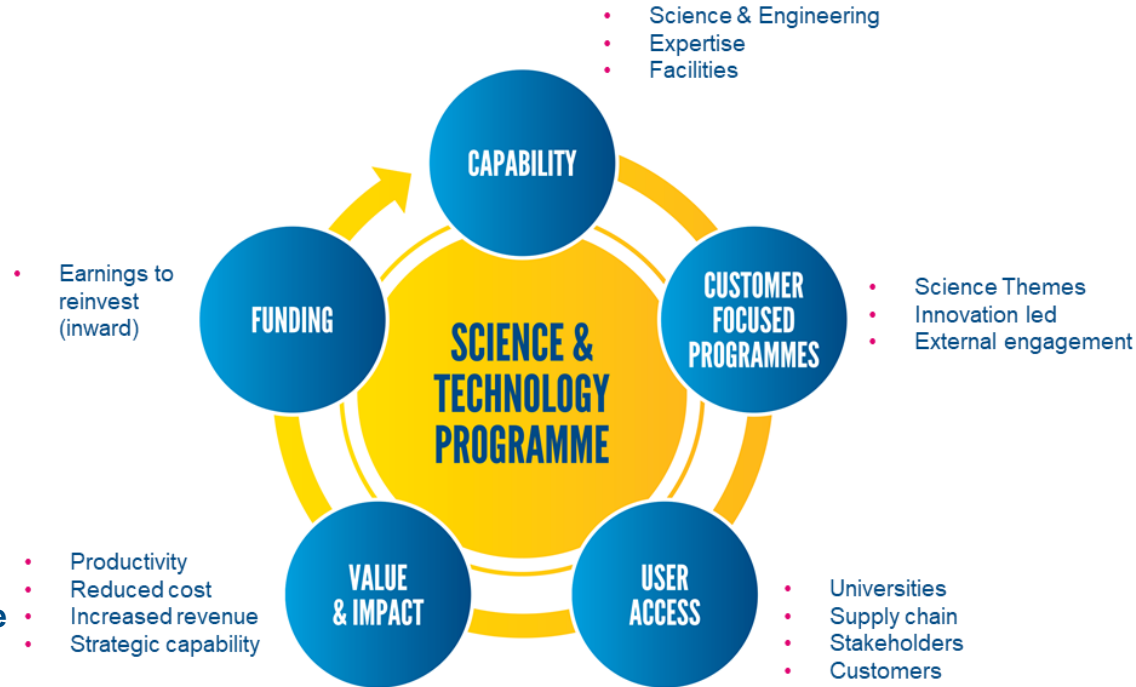 • Science & Engineering
• Expertise
• Facilities
CAPABILITY
• Earnings to
reinvest
(inward)
FUNDING
CUSTOMER
FOCUSED
PROGRAMMES
• Science Themes
• Innovation led
• External engagement
SCIENCE &
TECHNOLOGY
PROGRAMME
• Productivity
• Reduced cost
e • Increased revenue
• Strategic capability
VALUE
& IMPACT
USER
ACCESS
• Universities
• Supply chain
• Stakeholders
• Customers